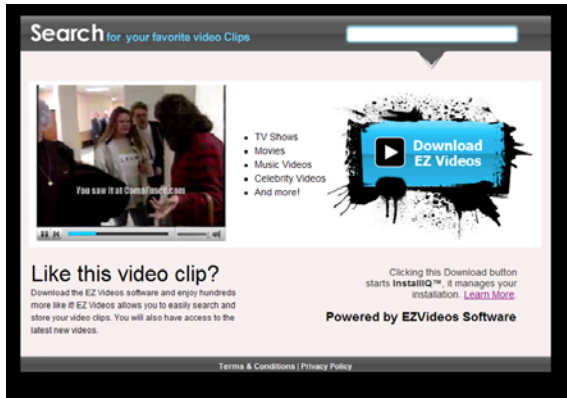 Search for your favorite video Clips
You saw it at ComaFused.com
TV Shows
Movies
Music Videos
Celebrity Videos
And more!
Download
EZ Videos
Like this video clip?
Download the EZ Videos software and enjoy hundreds
more like it! EZ Videos allows you to easily search and
store your video clips. You will also have access to the
latest new videos.
Clicking this Download button
starts InstallIQ™, it manages your
installation. Learn More.
Powered by EZVideos Software
Terms & Conditions | Privacy Policy